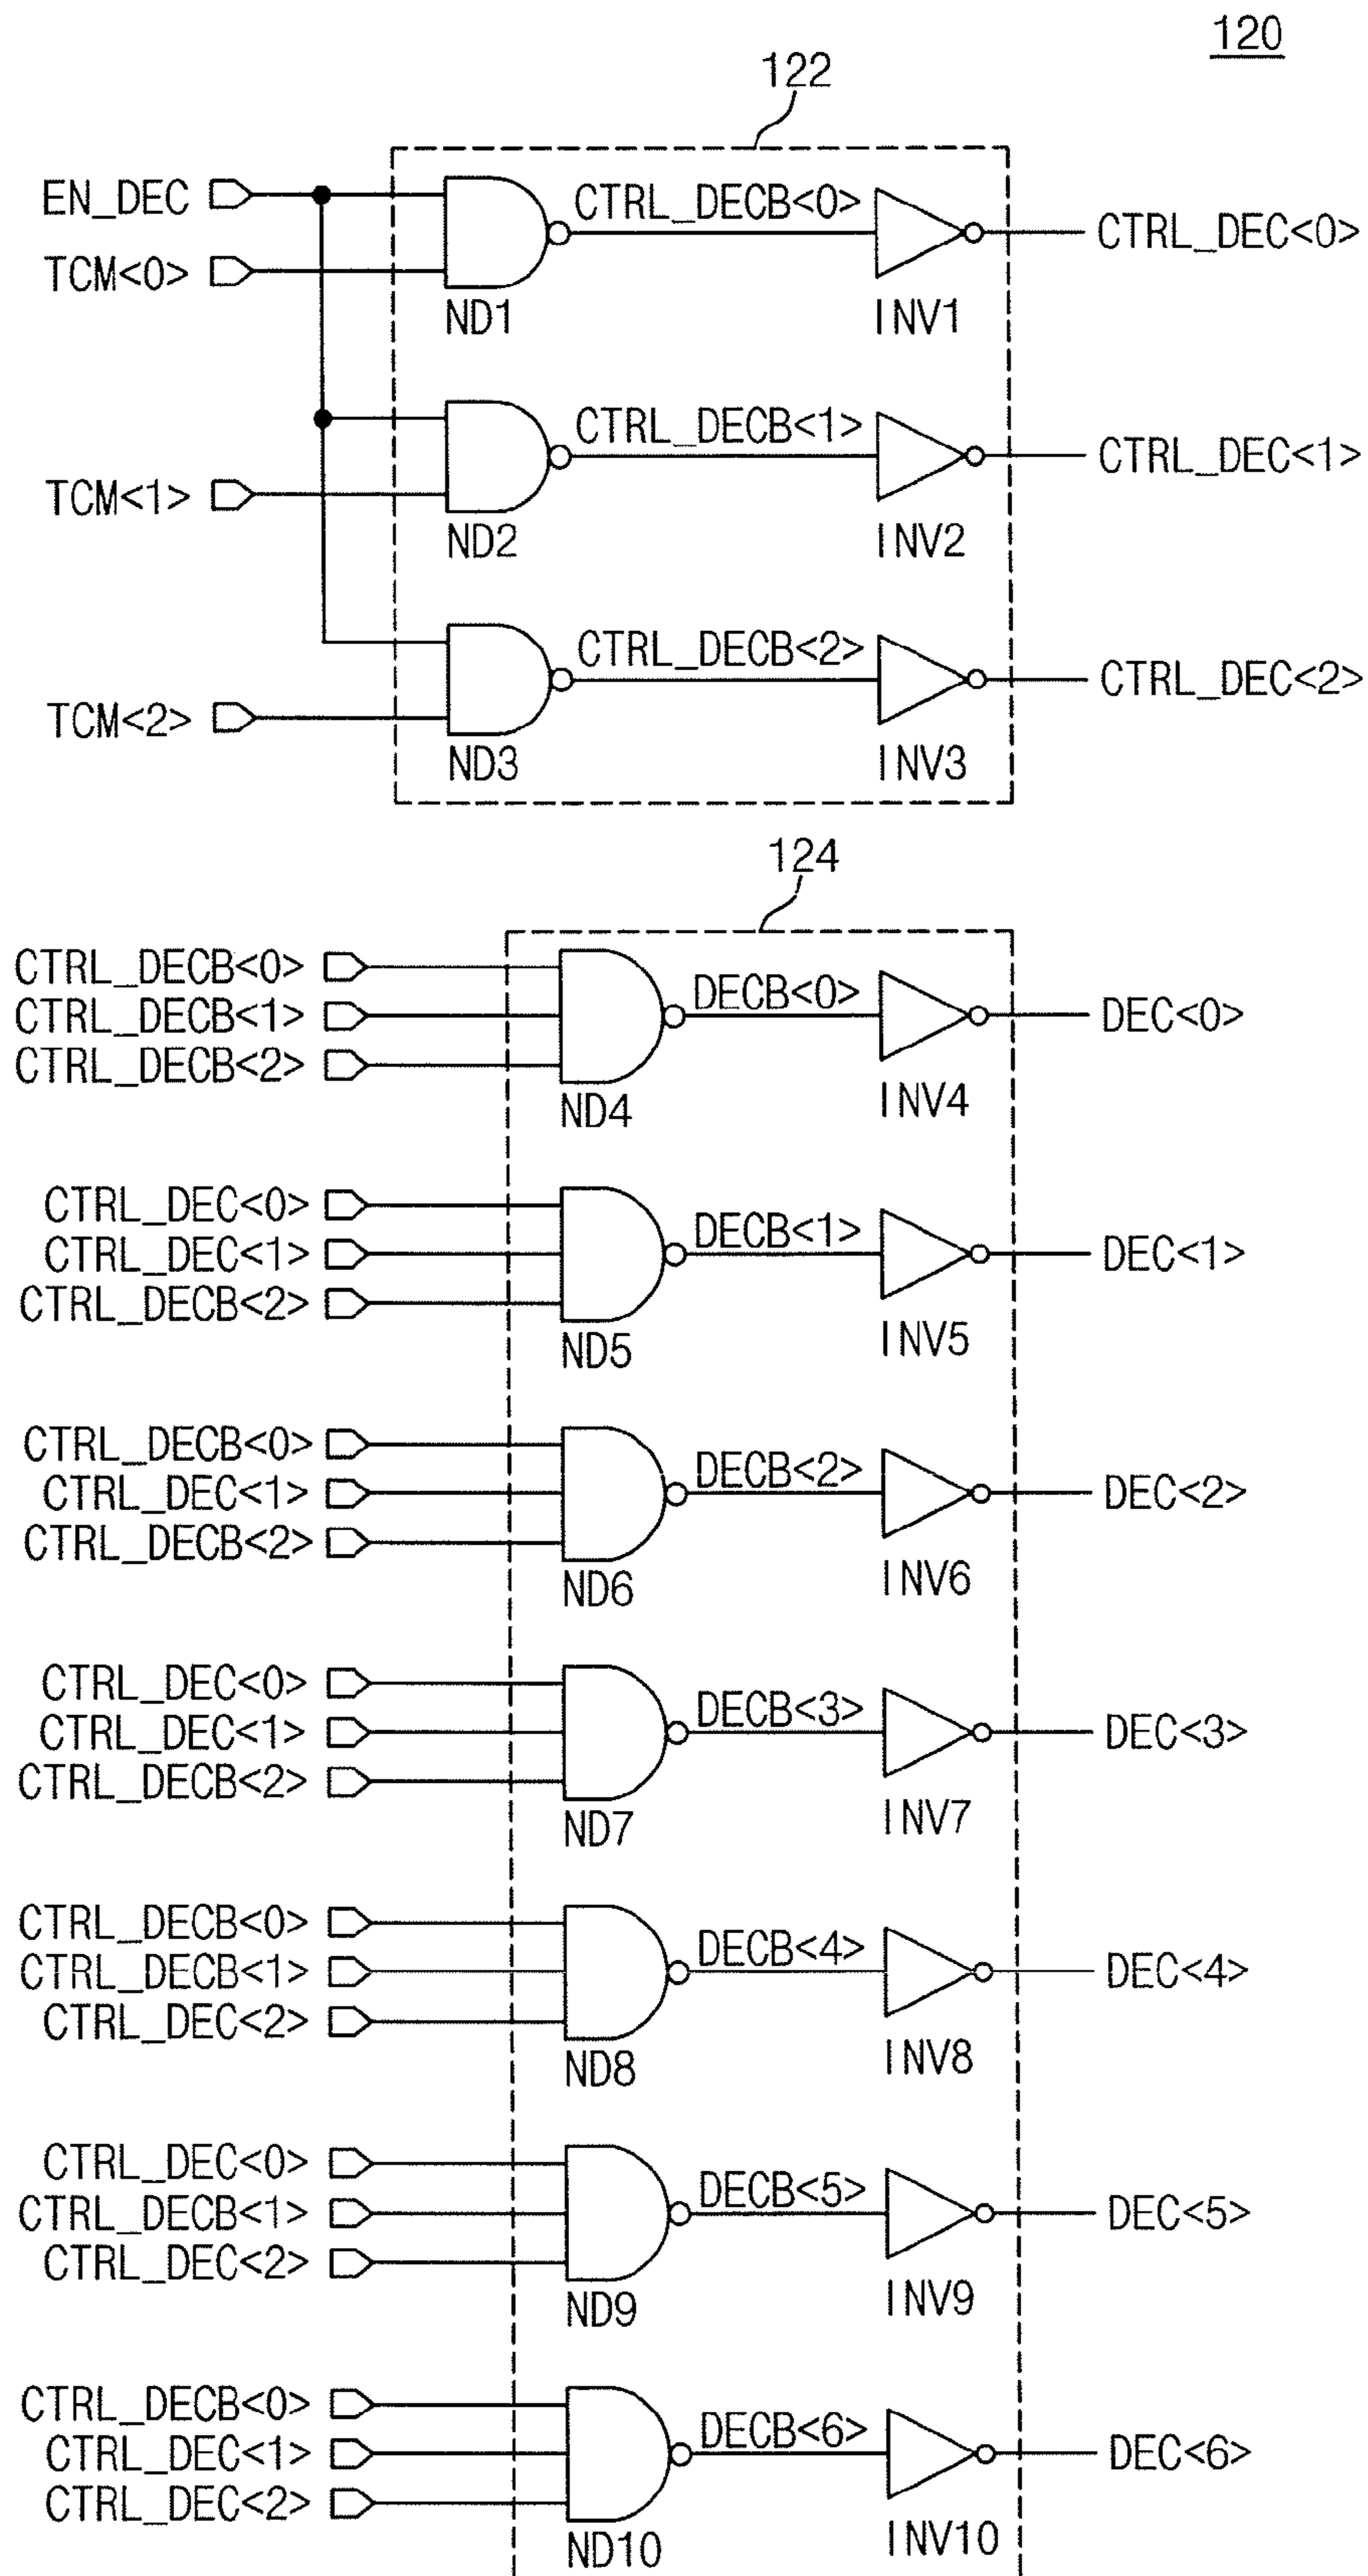 120
122
EN_DEC
TCM<0>
CTRL_DECB<0>
CTRL_DEC<0>
ND1
INV1
TCM<1>
CTRL_DECB<1>
CTRL_DEC<1>
ND2
INV2
TCM<2>
CTRL_DECB<2>
CTRL_DEC<2>
ND3
INV3
124
CTRL_DECB<0>
CTRL_DECB<1>
CTRL_DECB<2>
DECB<0>
DEC<0>
ND4
INV4
CTRL_DEC<0>
CTRL_DEC<1>
CTRL_DECB<2>
DECB<1>
DEC<1>
ND5
INV5
CTRL_DECB<0>
CTRL_DEC<1>
CTRL_DECB<2>
DECB<2>
DEC<2>
ND6
INV6
CTRL_DEC<0>
CTRL_DEC<1>
CTRL_DECB<2>
DECB<3>
DEC<3>
ND7
INV7
CTRL_DECB<0>
CTRL_DECB<1>
CTRL_DEC<2>
DECB<4>
DEC<4>
ND8
INV8
CTRL_DEC<0>
CTRL_DECB<1>
CTRL_DEC<2>
DECB<5>
DEC<5>
ND9
INV9
CTRL_DECB<0>
CTRL_DEC<1>
CTRL_DEC<2>
DECB<6>
DEC<6>
ND10
INV10